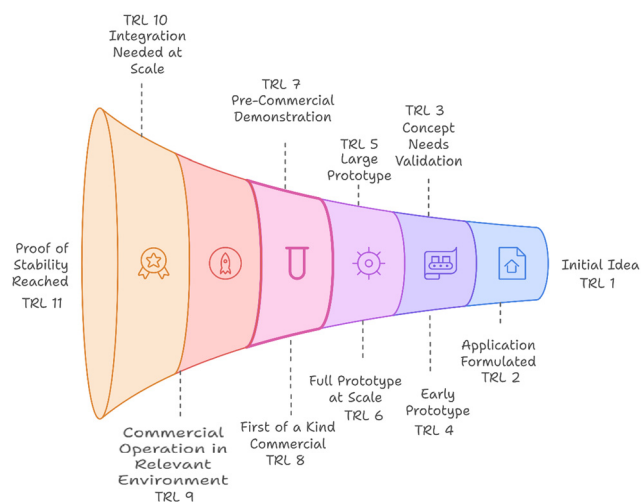 TRL 10
Integration
Needed at
Scale
TRL 7
Pre-Commercial
Demonstration
TRL 3
Concept
Needs
Validation
TRL 5
Large
Prototype
Proof of
Stability
Reached
TRL 11
Initial Idea
TRL 1
Application
Formulated
TRL 2
Full Prototype
at Scale
TRL 6
Early
Prototype
TRL 4
First of a Kind
Commercial
TRL 8
Commercial
Operation in
Relevant
Environment
TRL 9